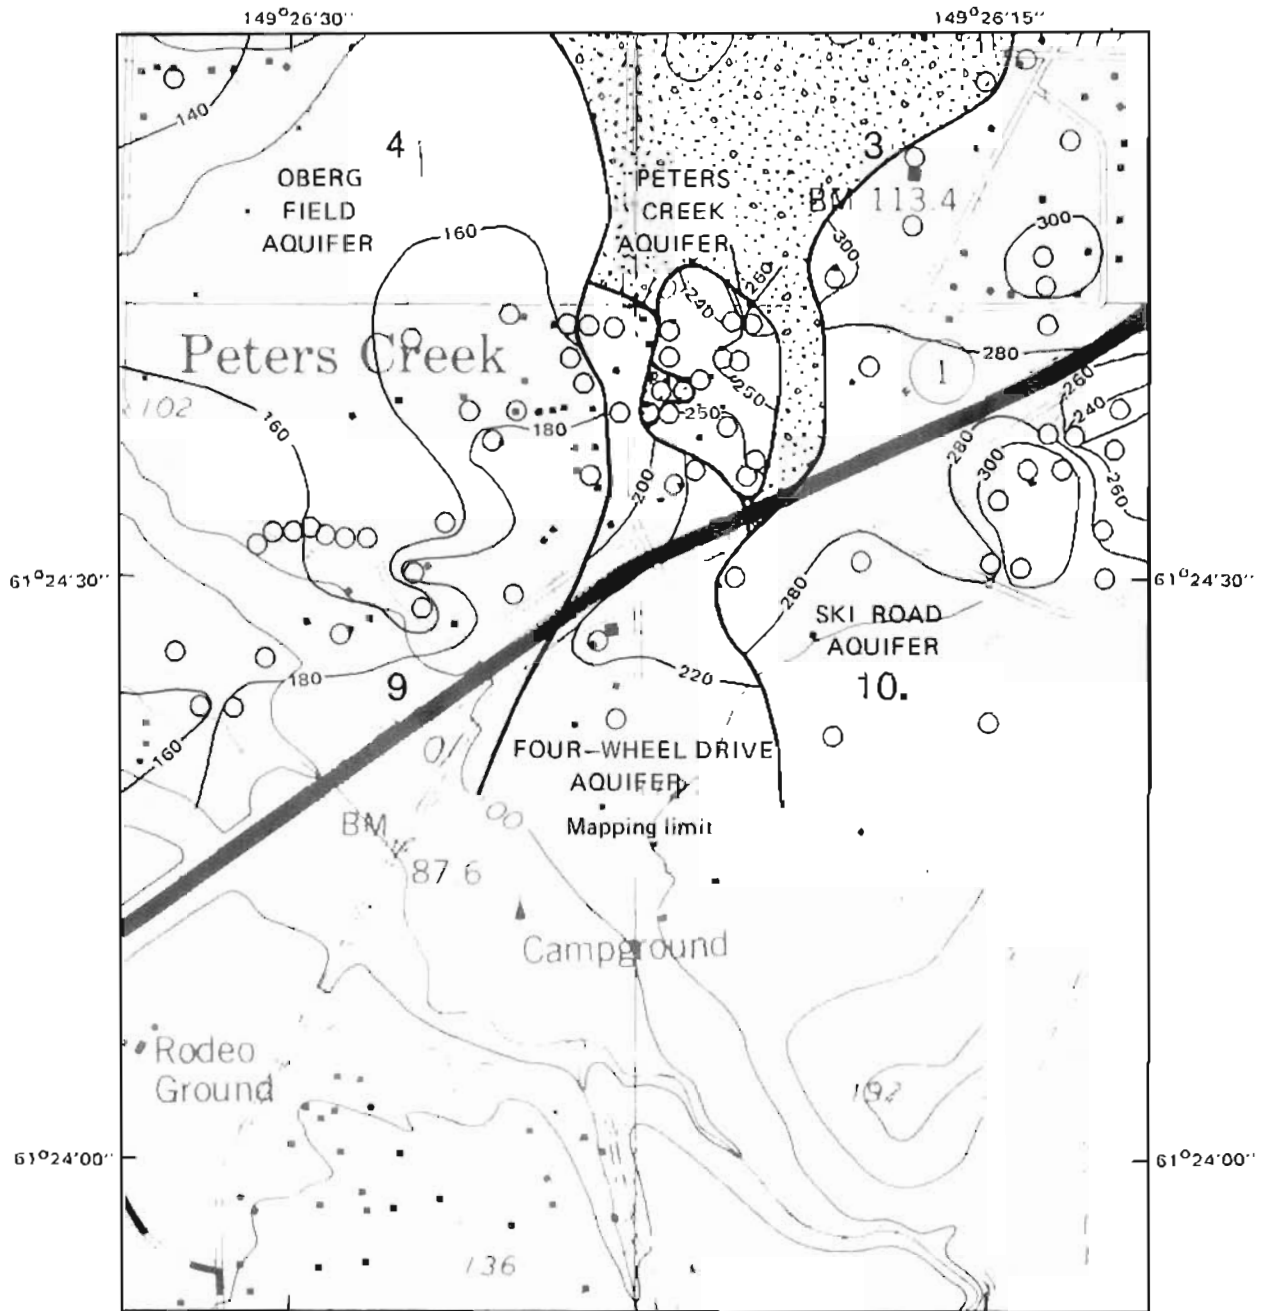 149°26'30" 149°26'15"
140
4
3
OBERG
FIELD
AQUIFER
PETERS
CREEK
AQUIFER
BM 113.4
160
300
300
260
240
Peters Creek
280
1
102
160
260
240
250
250
180
280
300
200
260
61°24'30" 61°24'30"
280
SKI ROAD
AQUIFER
180
220
9
10.
160
FOUR-WHEEL DRIVE
AQUIFER
Mapping limit
BM
87.6
Campground
Rodeo
Ground
192
61°24'00" 61°24'00"
136